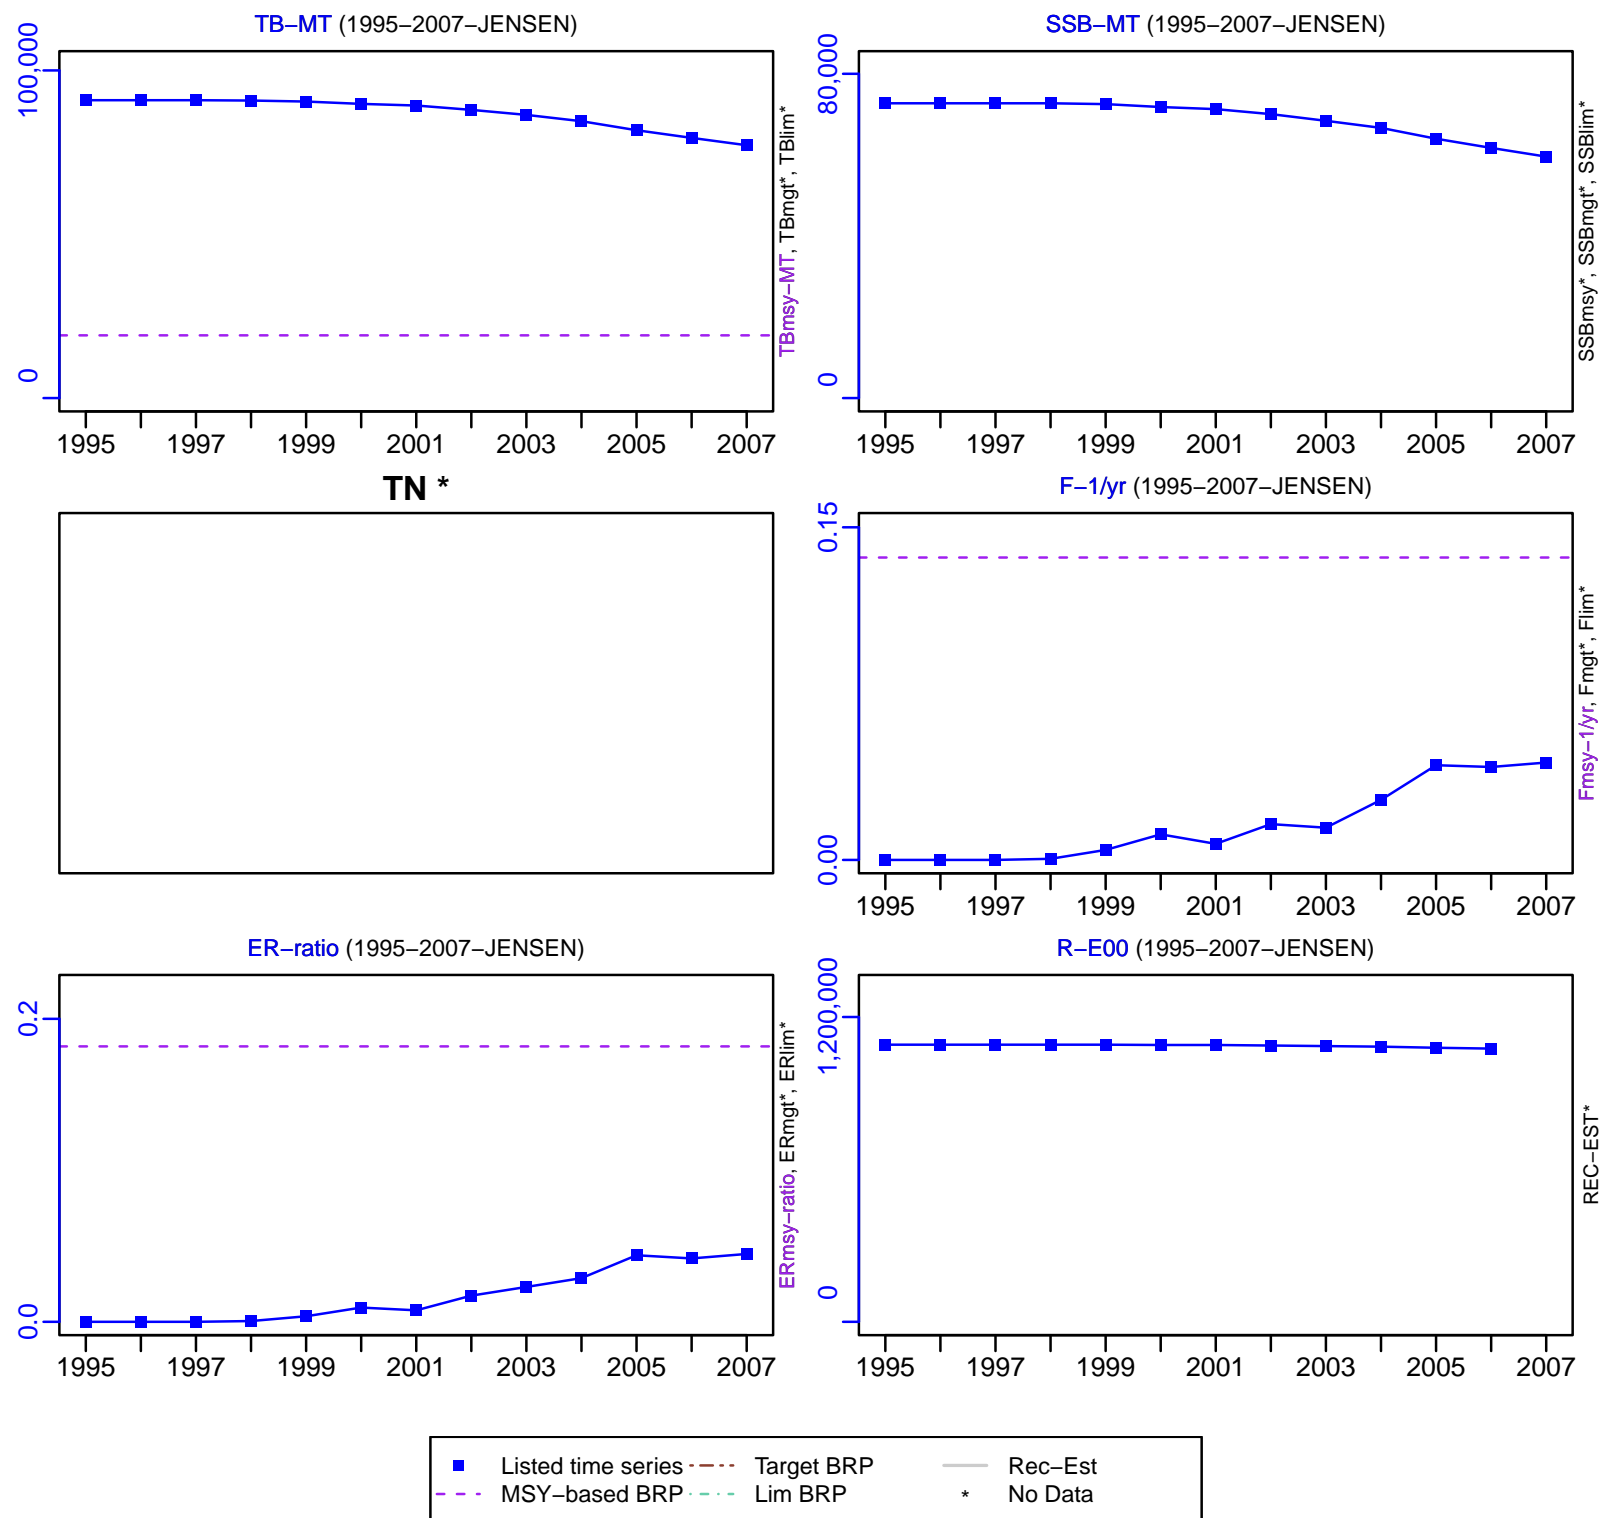 TB−MT (1995−2007−JENSEN)
100,000
0
TBmsy−MT, TBmgt*, TBlim*
1995 1997 1999 2001 2003 2005 2007
SSB−MT (1995−2007−JENSEN)
80,000
0
SSBmsy*, SSBmgt*, SSBlim*
1995 1997 1999 2001 2003 2005 2007
TN *
F−1/yr (1995−2007−JENSEN)
0.15
0.00
Fmsy−1/yr, Fmgt*, Flim*
1995 1997 1999 2001 2003 2005 2007
ER−ratio (1995−2007−JENSEN)
0.2
0.0
ERmsy−ratio, ERmgt*, ERlim*
1995 1997 1999 2001 2003 2005 2007
R−E00 (1995−2007−JENSEN)
1,200,000
0
REC−EST*
1995 1997 1999 2001 2003 2005 2007
Listed time series Target BRP Rec−Est
MSY−based BRP Lim BRP * No Data